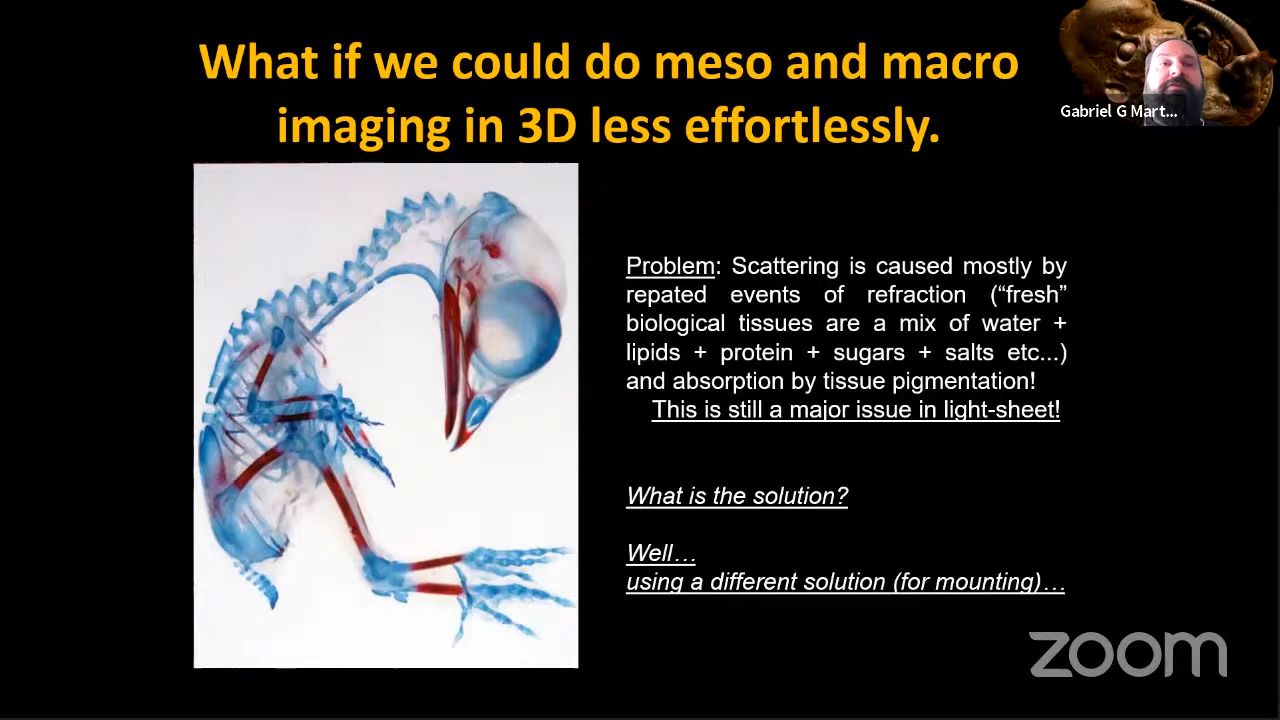 What if we could do meso and macro
imaging in 3D less effortlessly.
Gabriel G Mart...
Problem: Scattering is caused mostly by
repated events of refraction (“fresh”
biological tissues are a mix of water +
lipids + protein + sugars + salts etc...)
and absorption by tissue pigmentation!
This is still a major issue in light-sheet!
What is the solution?
Well…
using a different solution (for mounting)…
zoom